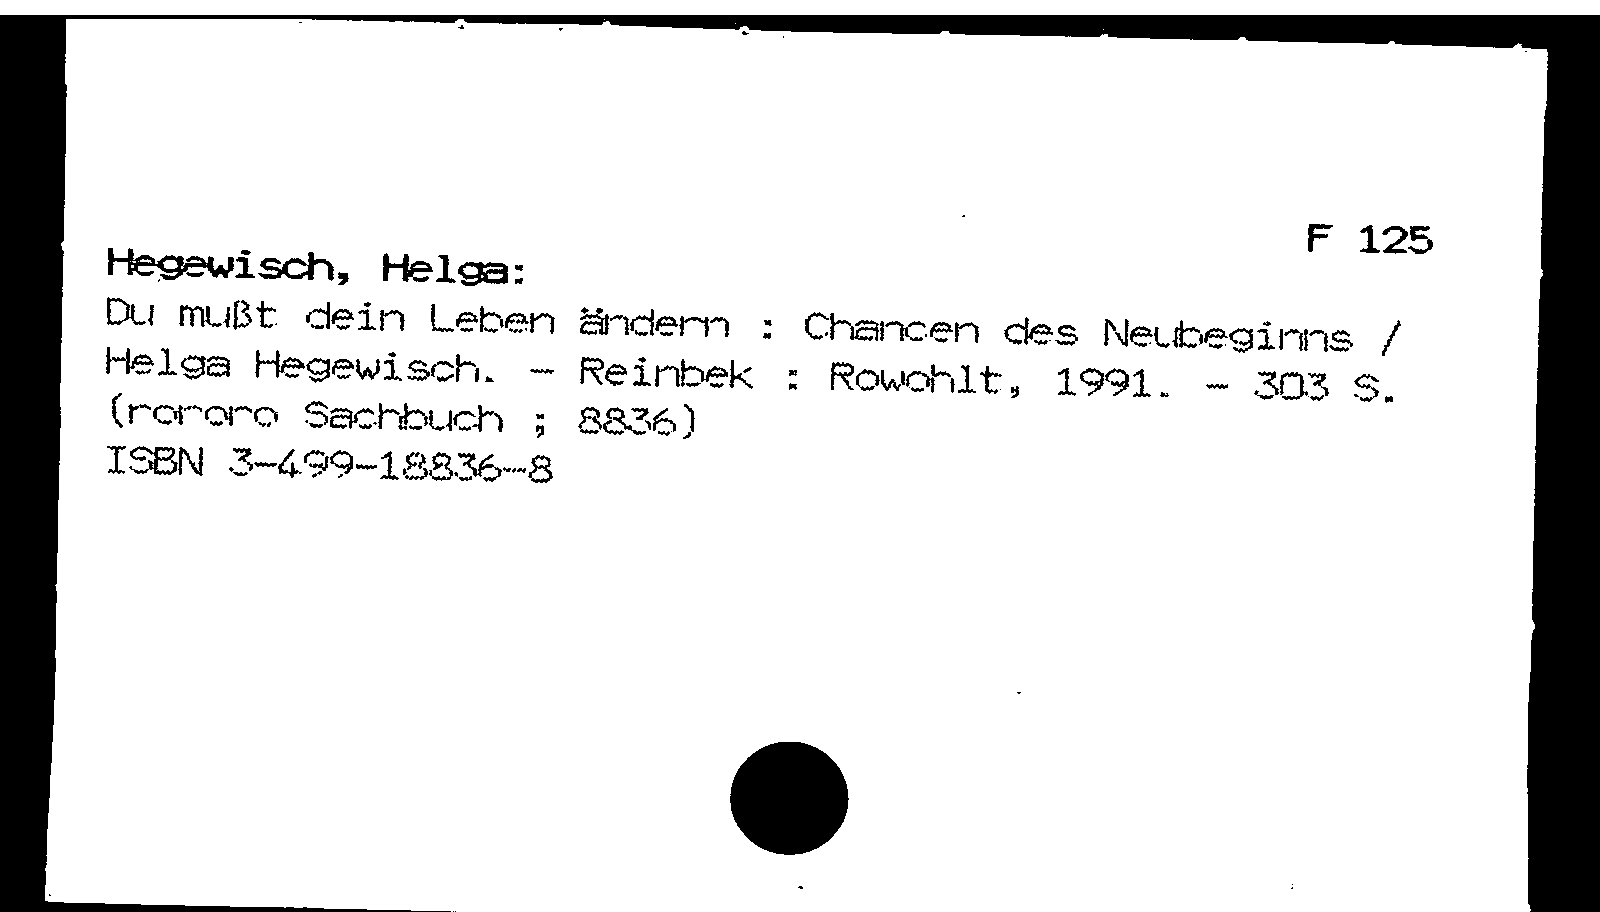 F 125
Hegewisch, Helga:
Du mußt dein Leben ändern : Chancen des Neubeginns /
Helga Hegewisch. - Reinbek : Rowohlt, 1991. - 303 S.
(rororo Sachbuch ; 8836)
ISBN 3-499-18836-8